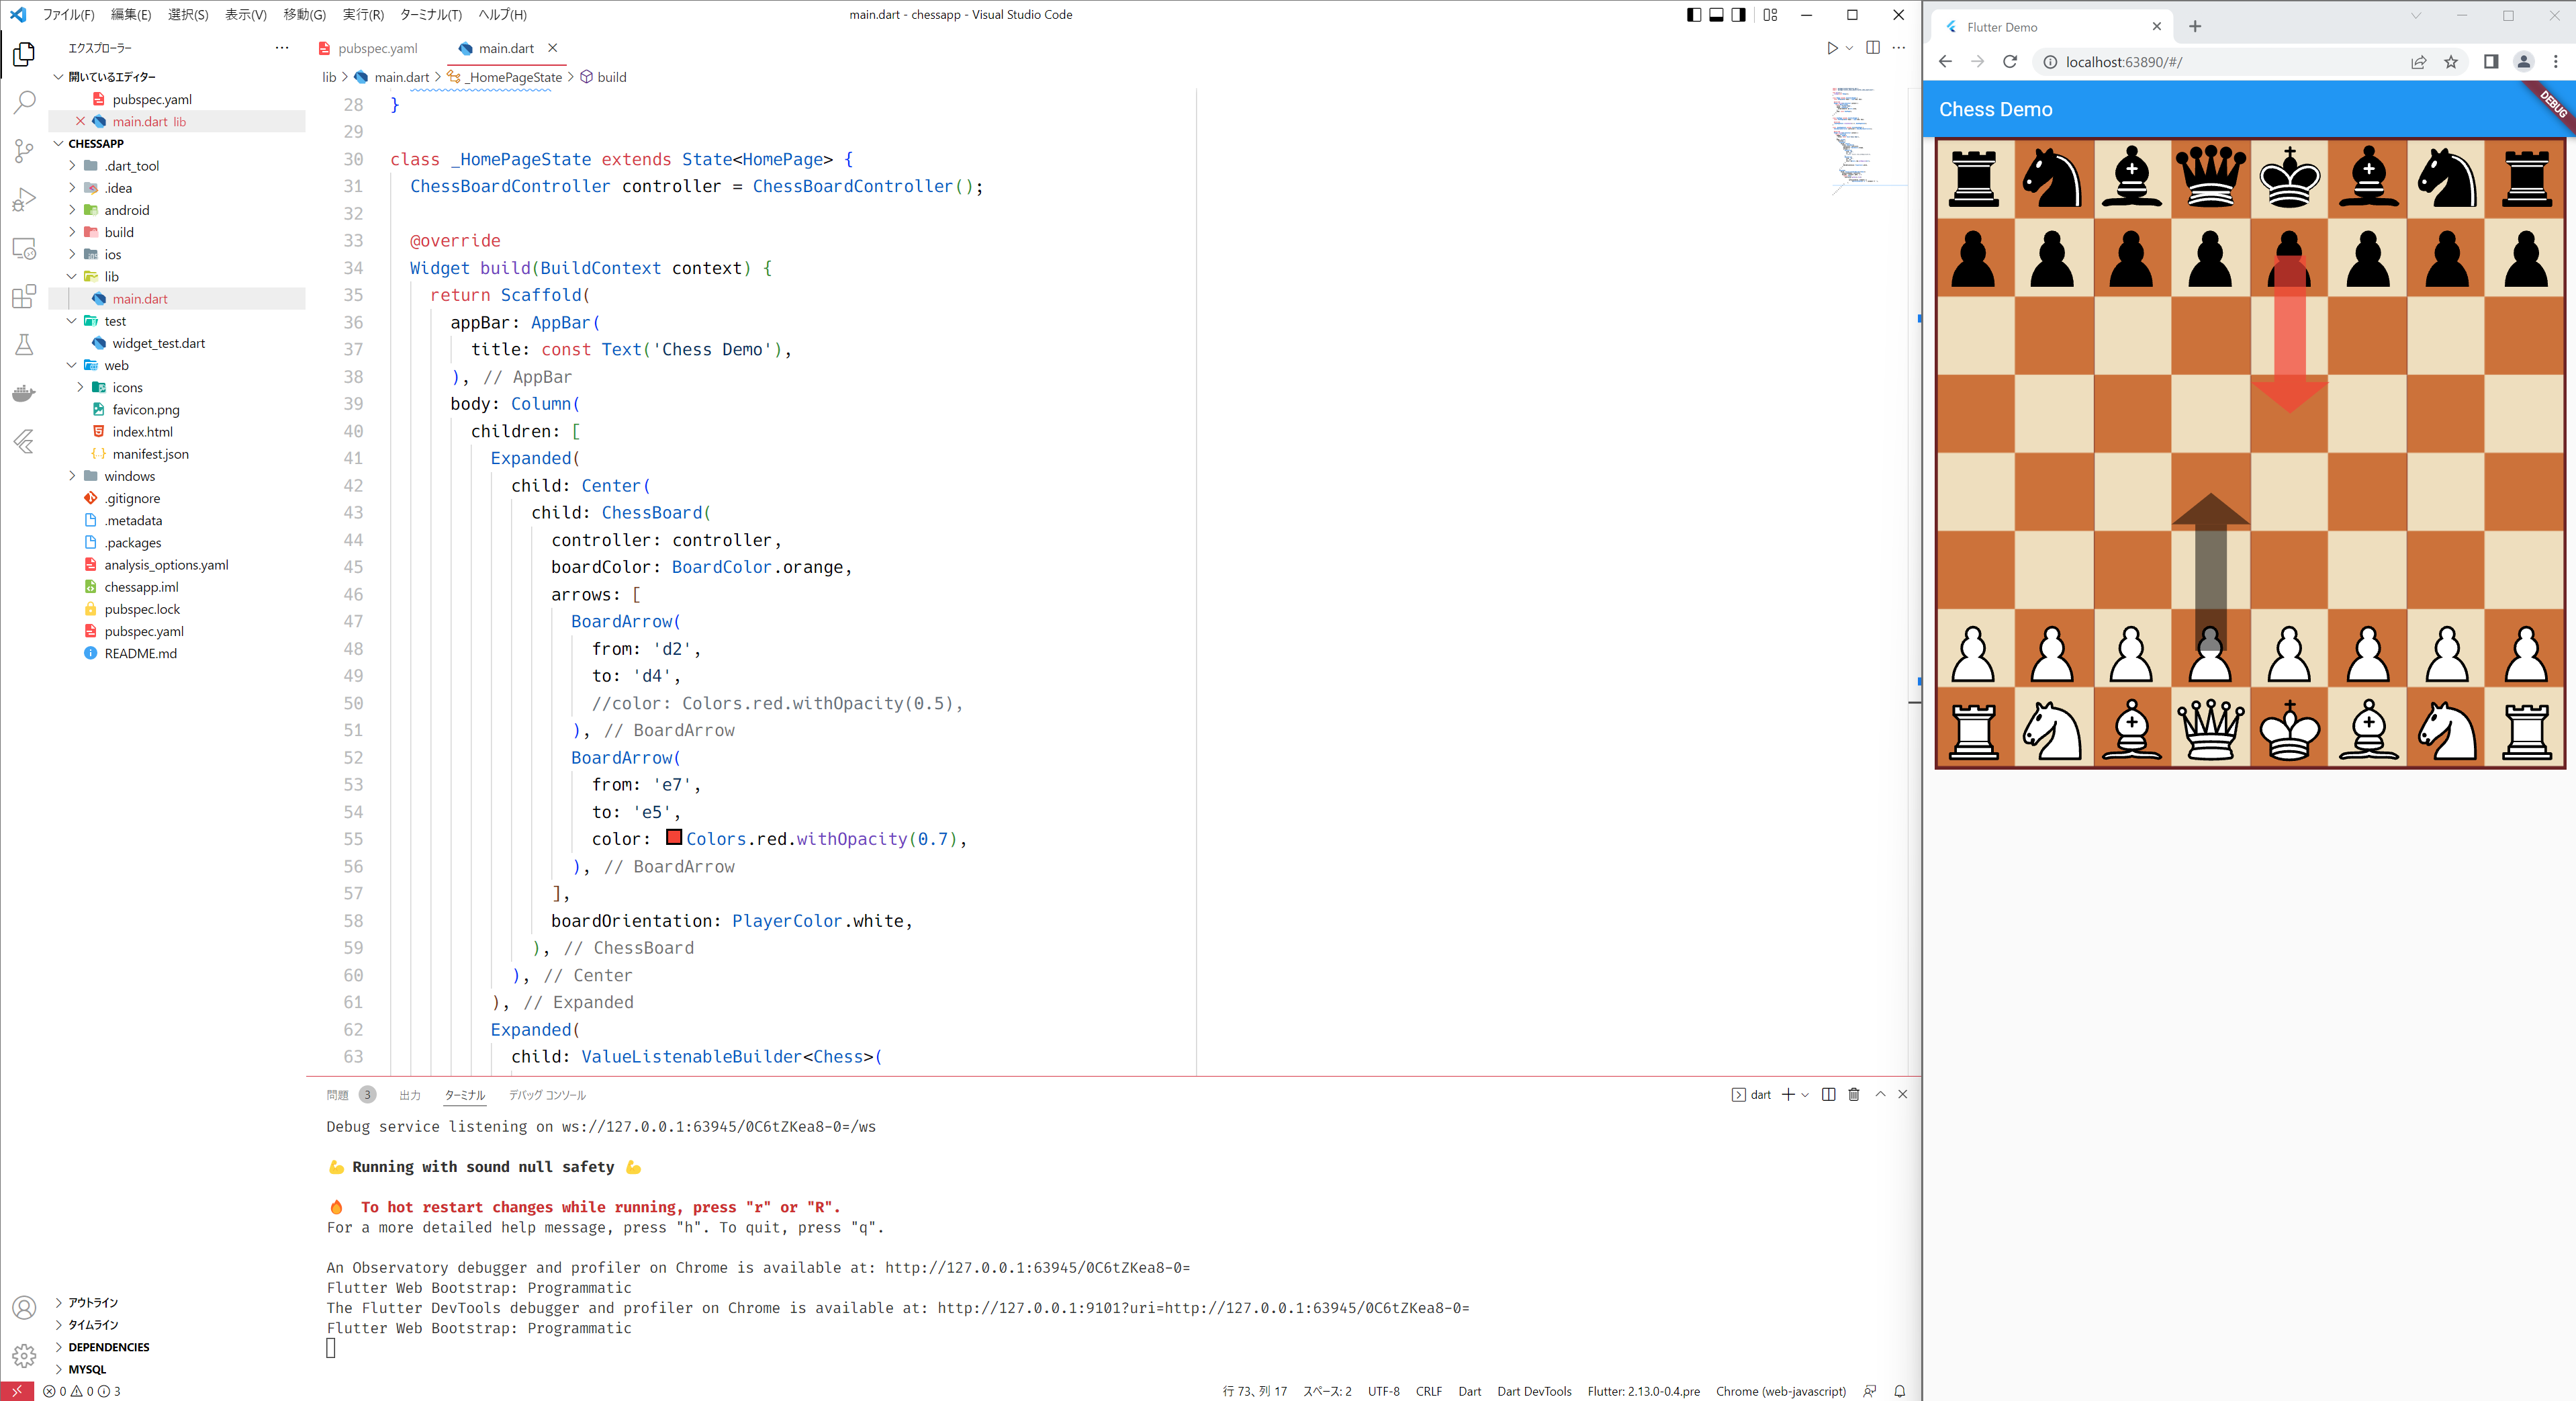 ファイル(F) 編集(E) 選択(S) 表示(V) 移動(G) 実行(R) ターミナル(T) ヘルプ(H)
main.dart - chessapp - Visual Studio Code
エクスプローラー
開いているエディター
pubspec.yaml
main.dart lib
CHESSAPP
.dart_tool
.idea
android
build
ios
lib
main.dart
test
widget_test.dart
web
icons
favicon.png
index.html
manifest.json
windows
.gitignore
.metadata
.packages
analysis_options.yaml
chessapp.iml
pubspec.lock
pubspec.yaml
README.md
アウトライン
タイムライン
DEPENDENCIES
MYSQL
pubspec.yaml main.dart
lib > main.dart > _HomePageState > build
28 }
29
30 class _HomePageState extends State<HomePage> {
31 ChessBoardController controller = ChessBoardController();
32
33 @override
34 Widget build(BuildContext context) {
35 return Scaffold(
36 appBar: AppBar(
37 title: const Text('Chess Demo'),
38 ), // AppBar
39 body: Column(
40 children: [
41 Expanded(
42 child: Center(
43 child: ChessBoard(
44 controller: controller,
45 boardColor: BoardColor.orange,
46 arrows: [
47 BoardArrow(
48 from: 'd2',
49 to: 'd4',
50 //color: Colors.red.withOpacity(0.5),
51 ), // BoardArrow
52 BoardArrow(
53 from: 'e7',
54 to: 'e5',
55 color: Colors.red.withOpacity(0.7),
56 ), // BoardArrow
57 ],
58 boardOrientation: PlayerColor.white,
59 ), // ChessBoard
60 ), // Center
61 ), // Expanded
62 Expanded(
63 child: ValueListenableBuilder<Chess>(
問題 3 出力 ターミナル デバッグ コンソール
dart
Debug service listening on ws://127.0.0.1:63945/0C6tZKea8-0=/ws
💪 Running with sound null safety 💪
🔥 To hot restart changes while running, press "r" or "R".
For a more detailed help message, press "h". To quit, press "q".
An Observatory debugger and profiler on Chrome is available at: http://127.0.0.1:63945/0C6tZKea8-0=
Flutter Web Bootstrap: Programmatic
The Flutter DevTools debugger and profiler on Chrome is available at: http://127.0.0.1:9101?uri=http://127.0.0.1:63945/0C6tZKea8-0=
Flutter Web Bootstrap: Programmatic
0 0 3
行 73、列 17 スペース: 2 UTF-8 CRLF Dart Dart DevTools Flutter: 2.13.0-0.4.pre Chrome (web-javascript)
Flutter Demo
localhost:63890/#/
Chess Demo
DEBUG